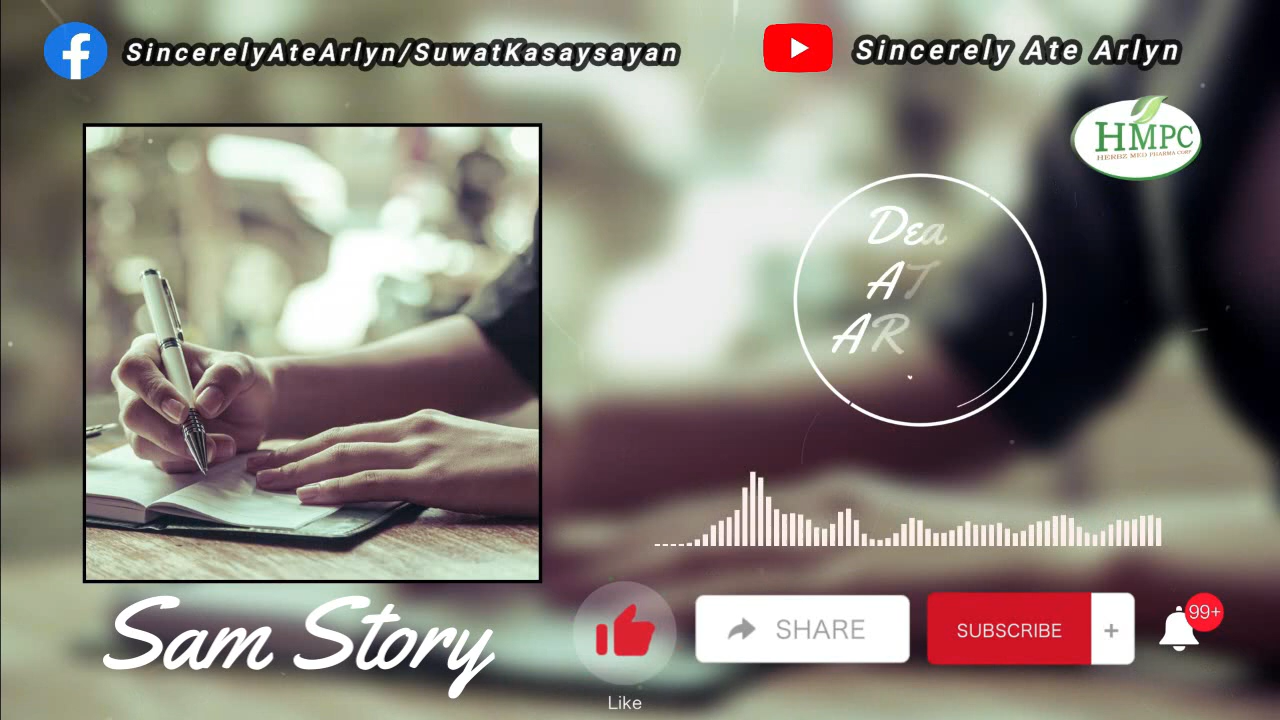 SincerelyAteArlyn/SuwatKasaysayan
Sincerely Ate Arlyn
HMPC
HERBZ MED PHARMA CORP
Dea
AT
AR
Sam Story
SHARE
SUBSCRIBE +
99+
Like